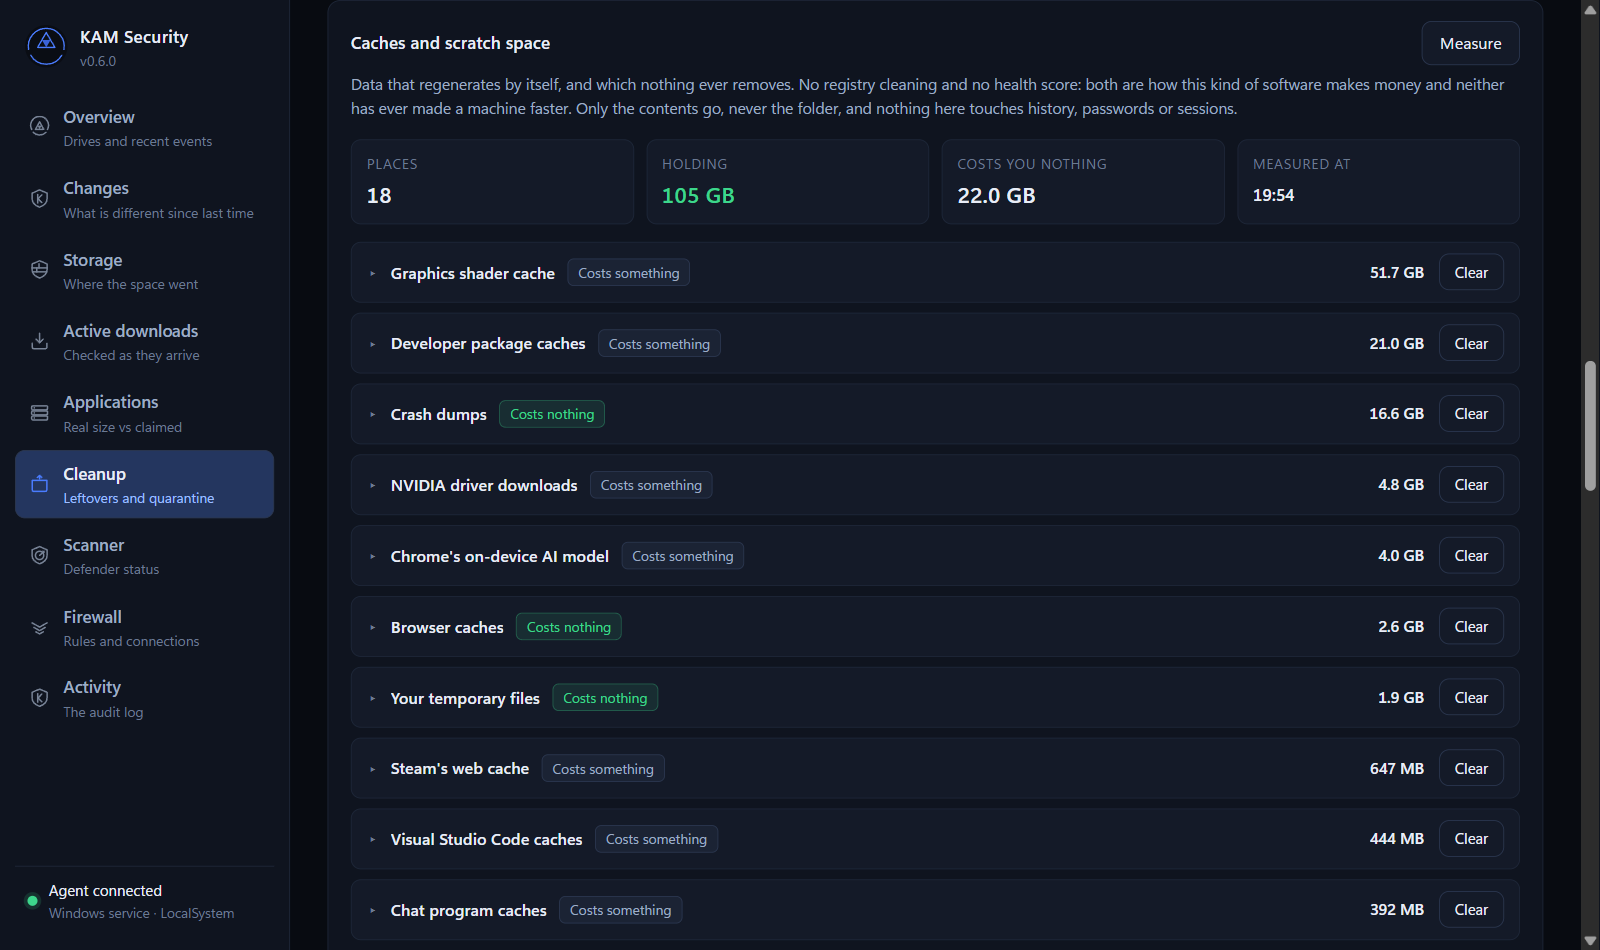 KAM Security
v0.6.0
Overview
Drives and recent events
Changes
What is different since last time
Storage
Where the space went
Active downloads
Checked as they arrive
Applications
Real size vs claimed
Cleanup
Leftovers and quarantine
Scanner
Defender status
Firewall
Rules and connections
Activity
The audit log
Agent connected
Windows service · LocalSystem
Caches and scratch space
Measure
Data that regenerates by itself, and which nothing ever removes. No registry cleaning and no health score: both are how this kind of software makes money and neither
has ever made a machine faster. Only the contents go, never the folder, and nothing here touches history, passwords or sessions.
PLACES
18
HOLDING
105 GB
COSTS YOU NOTHING
22.0 GB
MEASURED AT
19:54
Graphics shader cache Costs something 51.7 GB Clear
Developer package caches Costs something 21.0 GB Clear
Crash dumps Costs nothing 16.6 GB Clear
NVIDIA driver downloads Costs something 4.8 GB Clear
Chrome's on-device AI model Costs something 4.0 GB Clear
Browser caches Costs nothing 2.6 GB Clear
Your temporary files Costs nothing 1.9 GB Clear
Steam's web cache Costs something 647 MB Clear
Visual Studio Code caches Costs something 444 MB Clear
Chat program caches Costs something 392 MB Clear